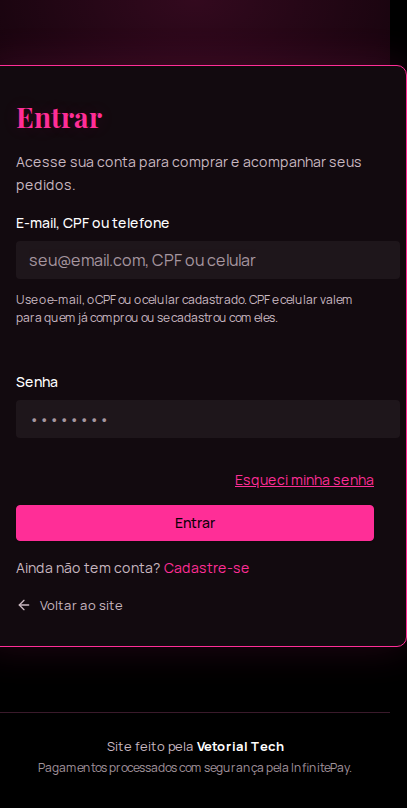 Entrar
Acesse sua conta para comprar e acompanhar seus
pedidos.
E-mail, CPF ou telefone
seu@email.com, CPF ou celular
Use o e-mail, o CPF ou o celular cadastrado. CPF e celular valem
para quem já comprou ou se cadastrou com eles.
Senha
••••••••
Esqueci minha senha
Entrar
Ainda não tem conta? Cadastre-se
← Voltar ao site
Site feito pela Vetorial Tech
Pagamentos processados com segurança pela InfinitePay.